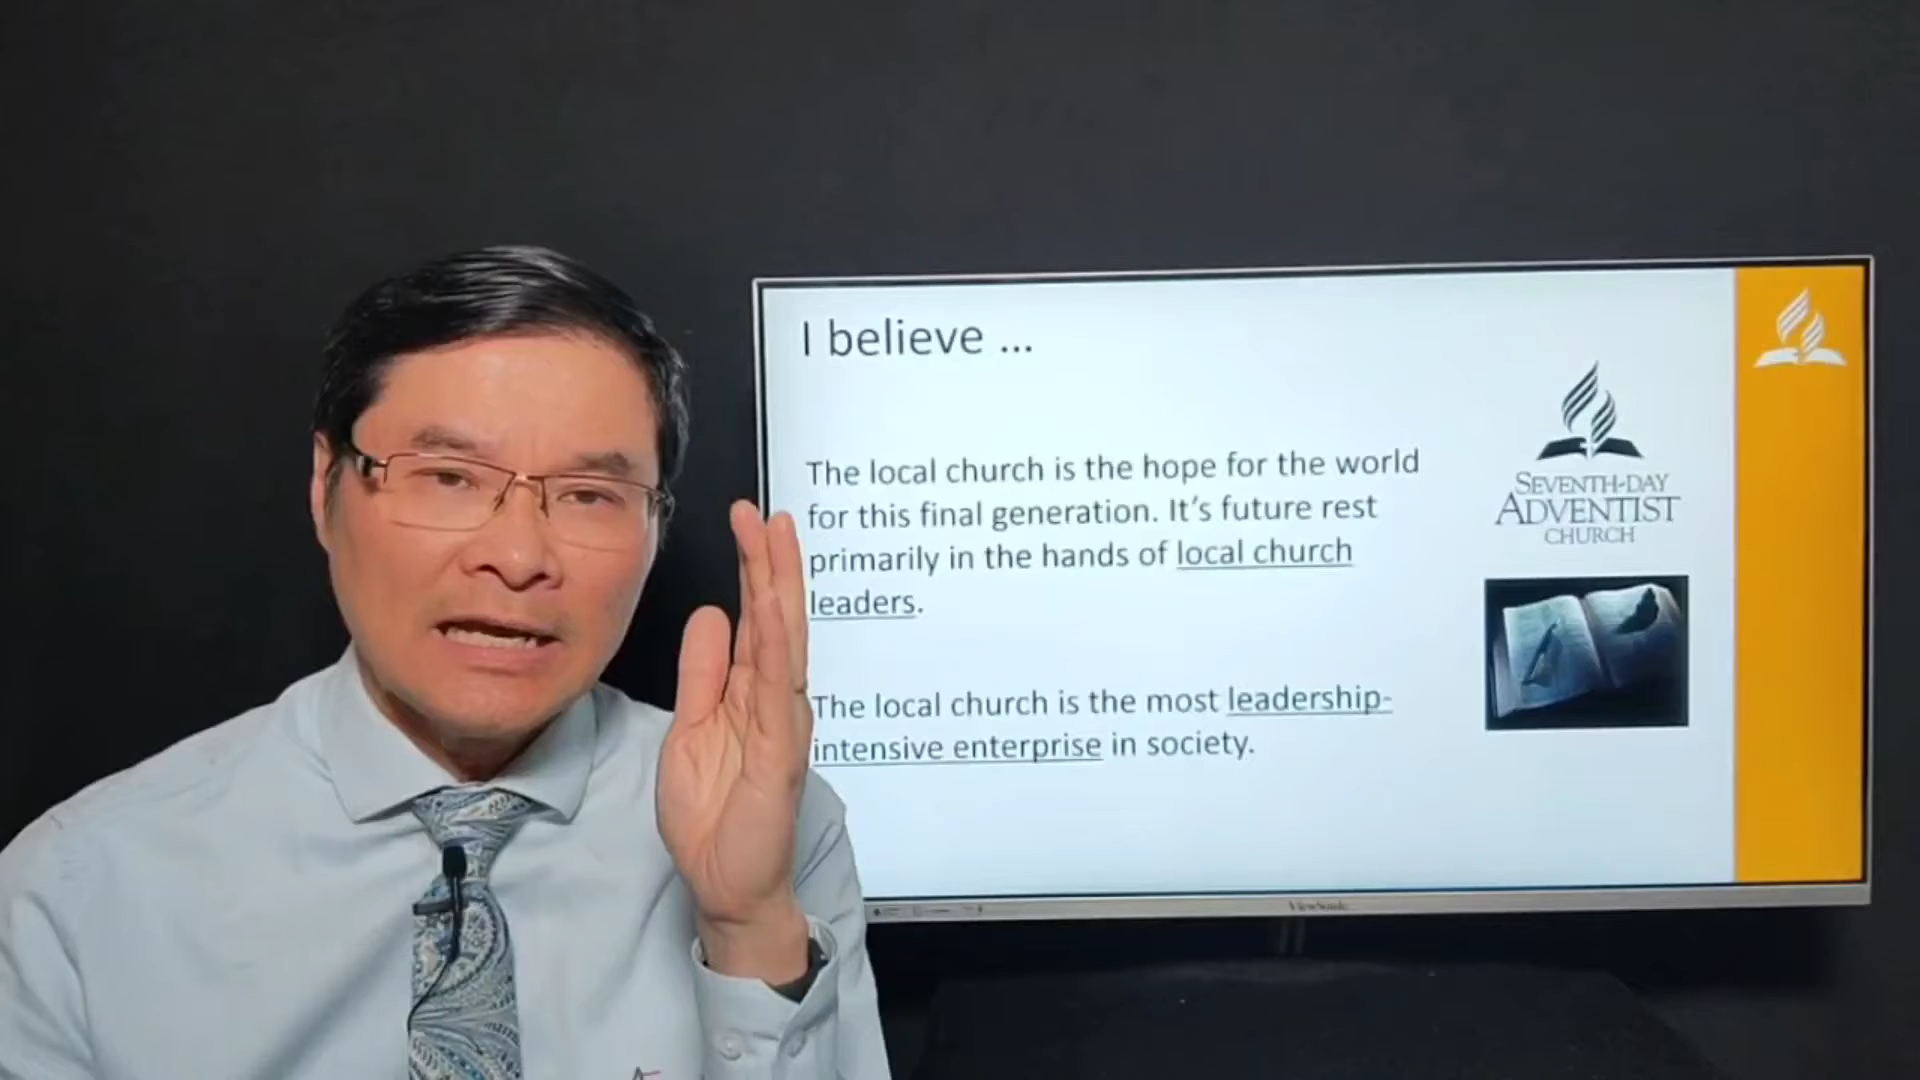 I believe ...
The local church is the hope for the world
for this final generation. It's future rest
primarily in the hands of local church
leaders.
The local church is the most leadership-
intensive enterprise in society.
SEVENTH-DAY
ADVENTIST
CHURCH
ViewSonic